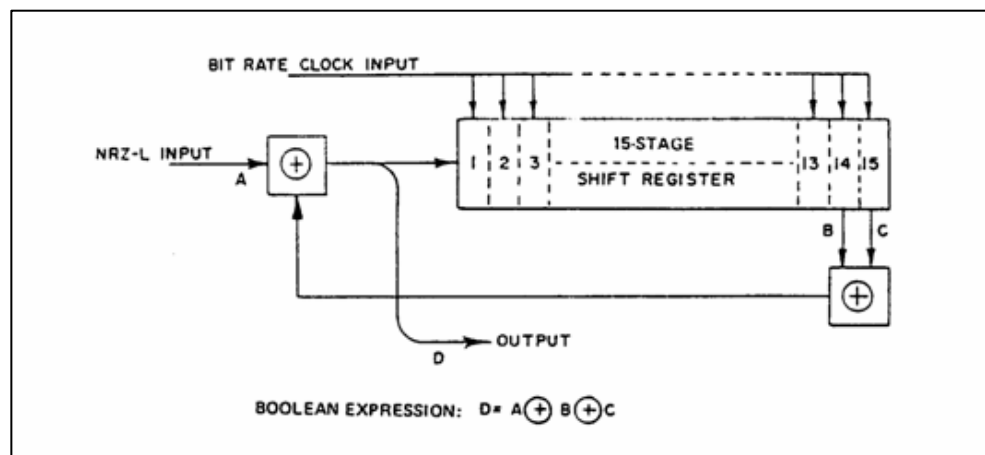 BIT RATE CLOCK INPUT
NRZ-L INPUT
A
15-STAGE
1 2 3 13 14 15
SHIFT REGISTER
B C
OUTPUT
D
BOOLEAN EXPRESSION: D= A⊕ B⊕C